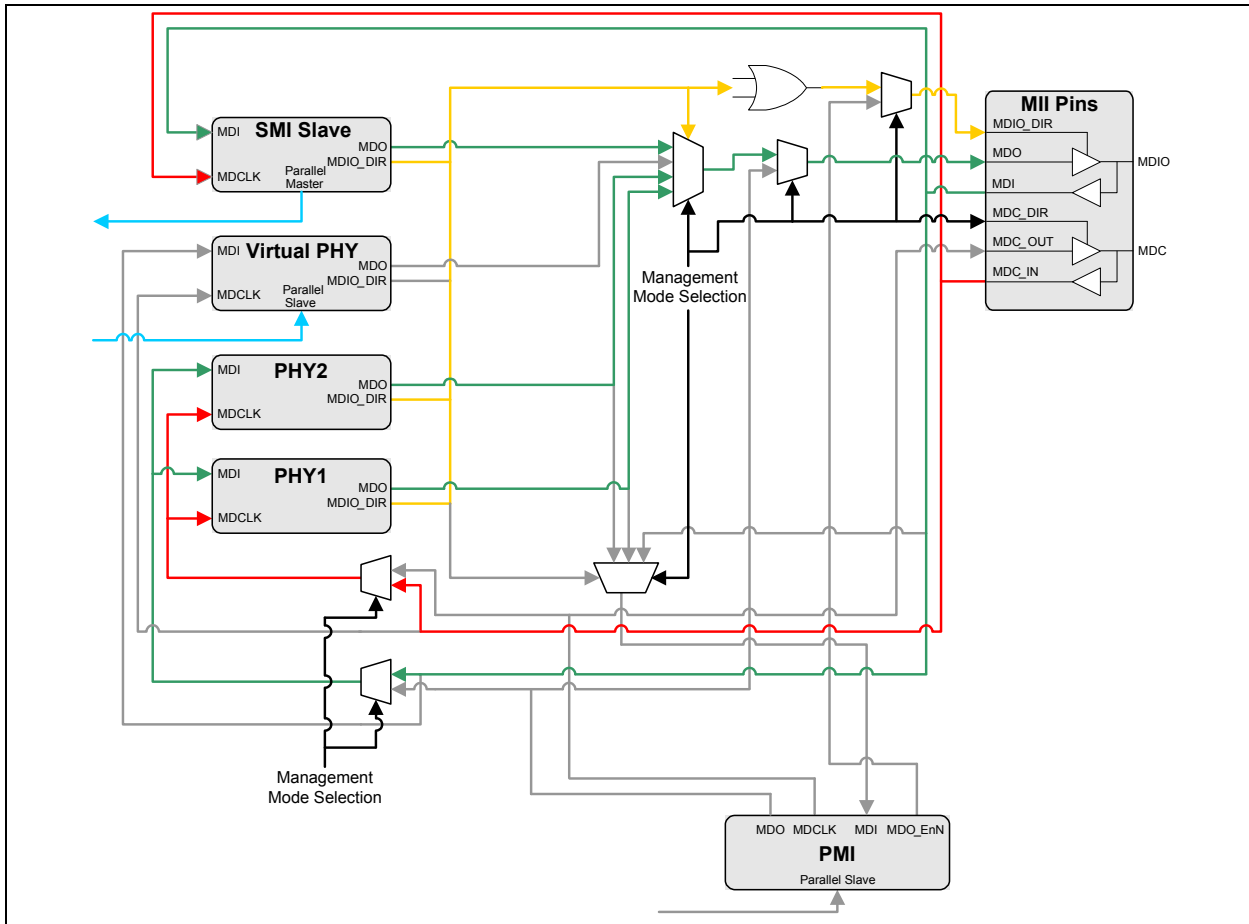 MII Pins
MDIO_DIR
MDO
MDIO
MDI
MDC_DIR
MDC_OUT
MDC
MDC_IN
SMI Slave
MDI
MDO
MDIO_DIR
MDCLK
Parallel
Master
Virtual PHY
MDI
MDO
MDIO_DIR
MDCLK
Parallel
Slave
Management
Mode Selection
PHY2
MDI
MDO
MDIO_DIR
MDCLK
PHY1
MDI
MDO
MDIO_DIR
MDCLK
Management
Mode Selection
MDO MDCLK MDI MDO_EnN
PMI
Parallel Slave